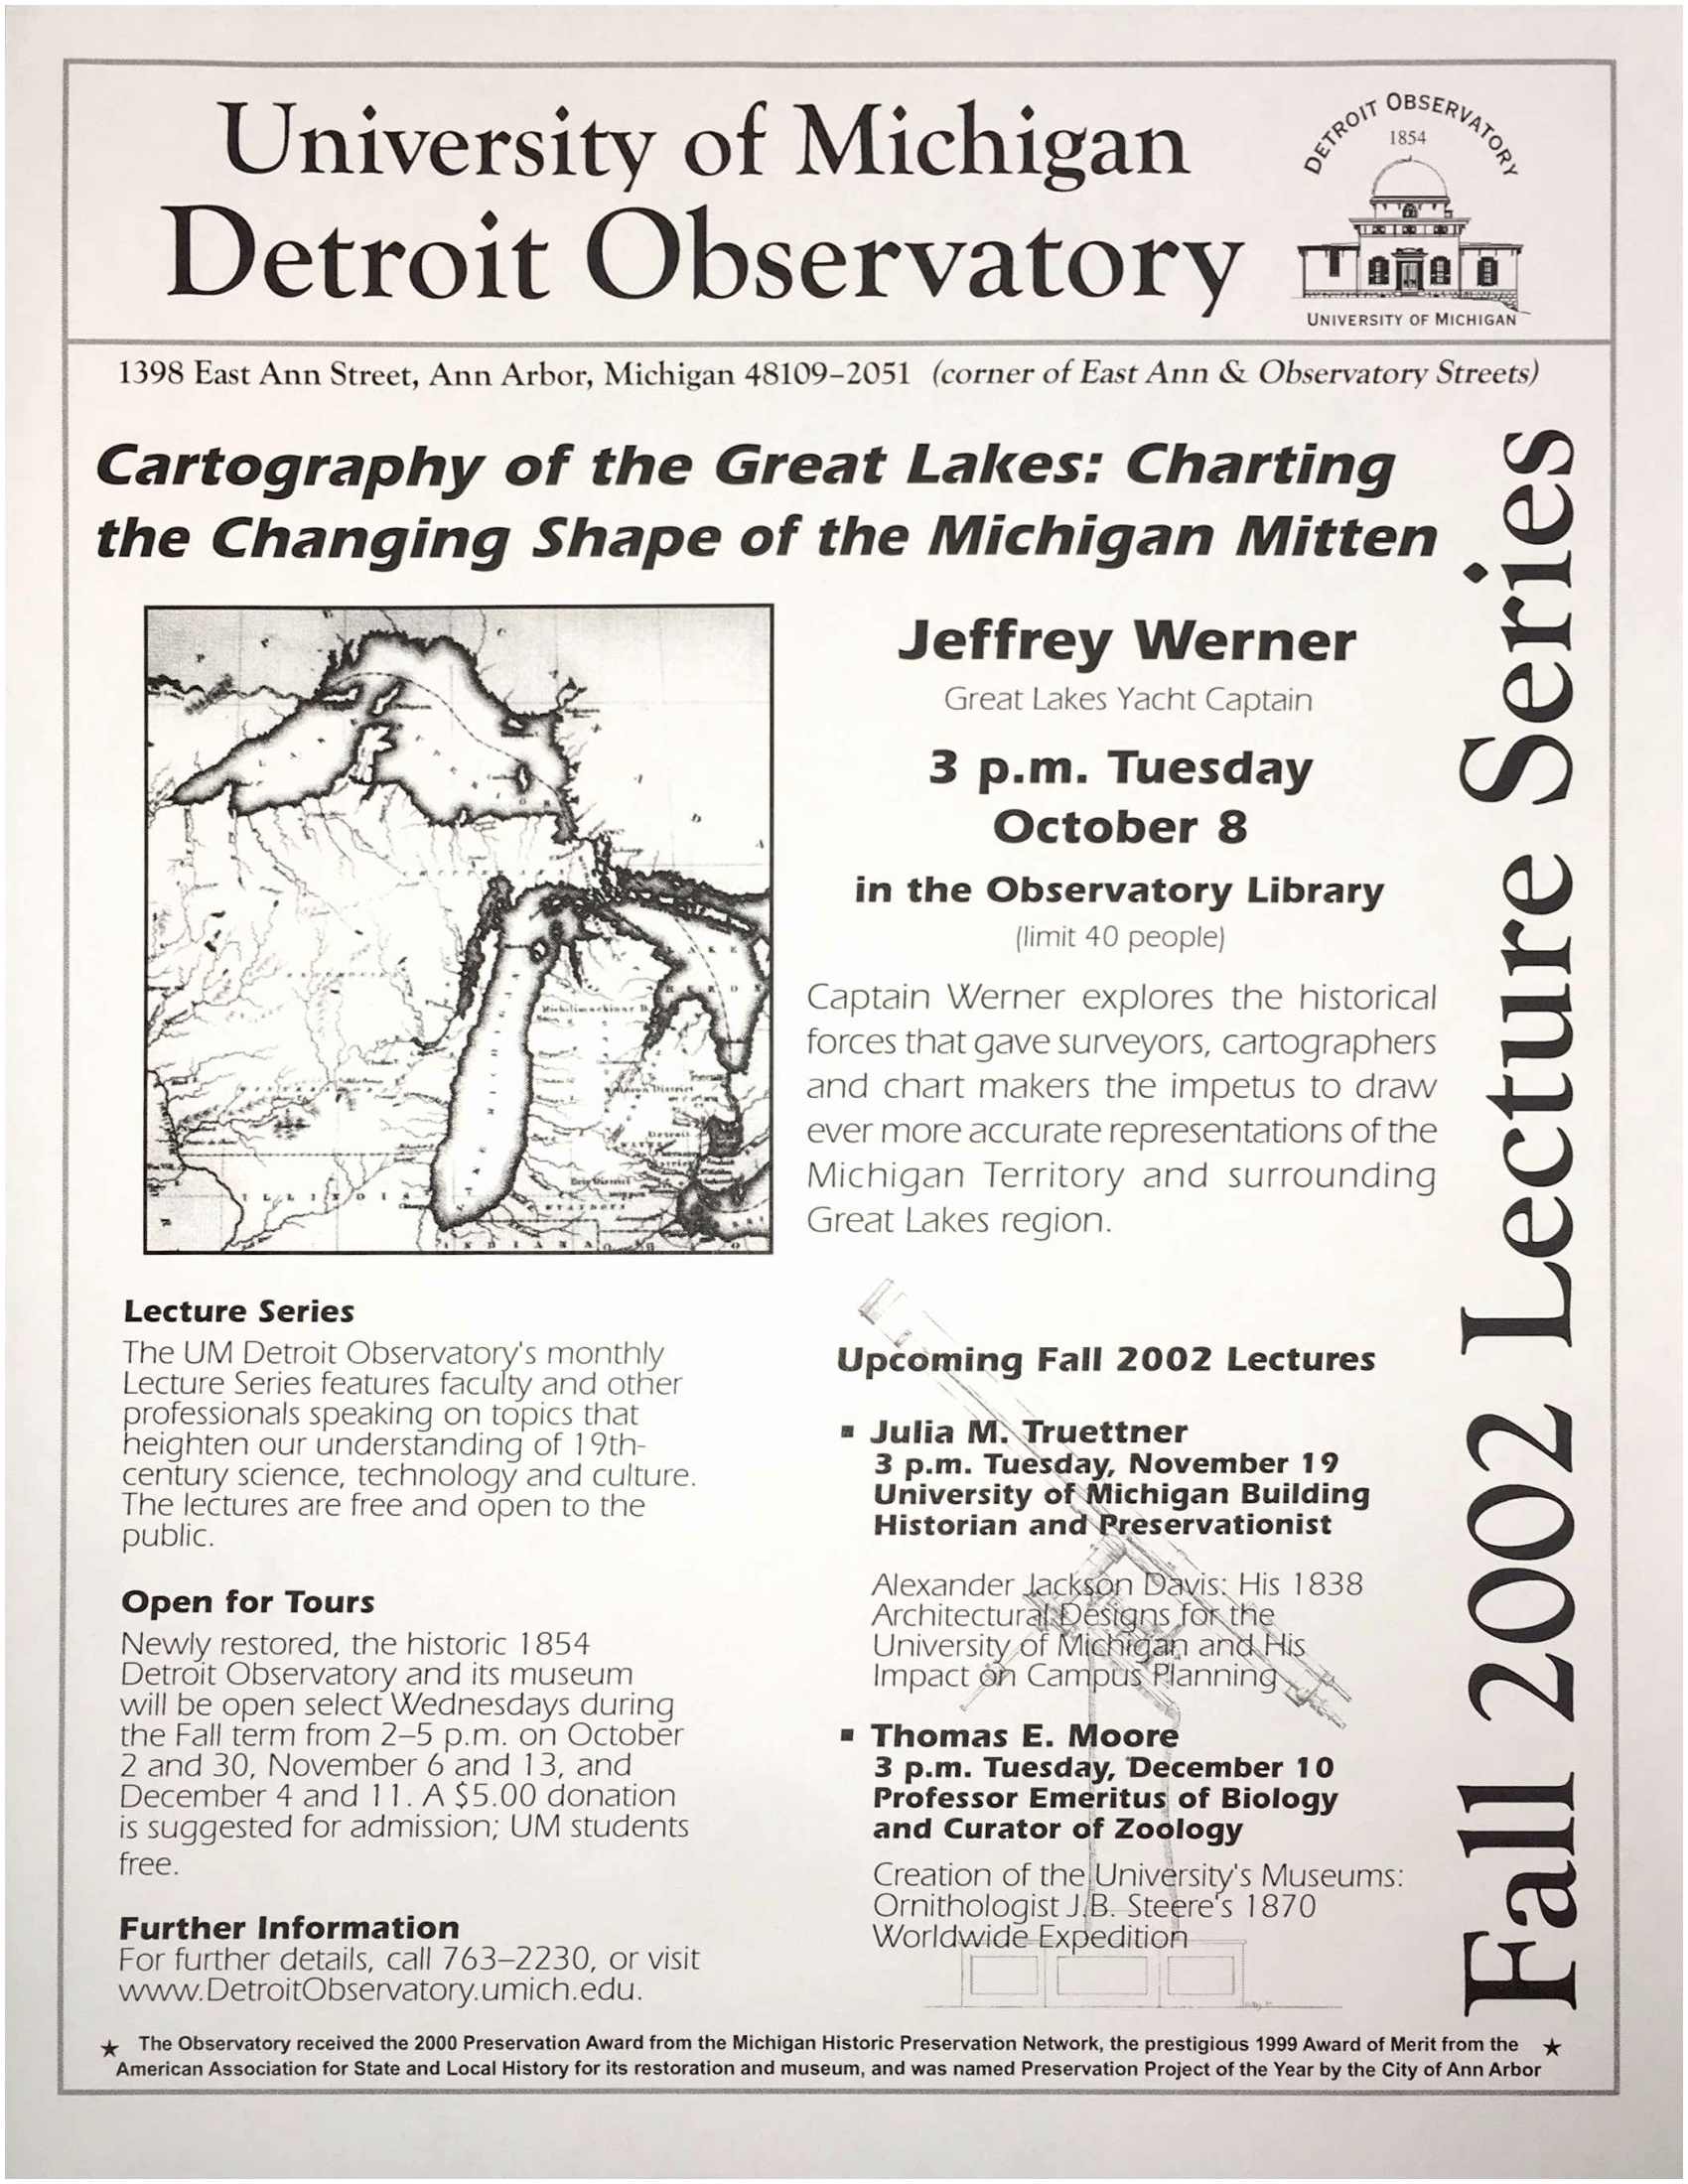 University of Michigan
Detroit Observatory
DETROIT OBSERVATORY
1854
UNIVERSITY OF MICHIGAN
1398 East Ann Street, Ann Arbor, Michigan 48109–2051 (corner of East Ann & Observatory Streets)
Cartography of the Great Lakes: Charting
the Changing Shape of the Michigan Mitten
Jeffrey Werner
Great Lakes Yacht Captain
3 p.m. Tuesday
October 8
in the Observatory Library
(limit 40 people)
Captain Werner explores the historical
forces that gave surveyors, cartographers
and chart makers the impetus to draw
ever more accurate representations of the
Michigan Territory and surrounding
Great Lakes region.
ILLINOIS
INDIANA
Lecture Series
The UM Detroit Observatory's monthly
Lecture Series features faculty and other
professionals speaking on topics that
heighten our understanding of 19th-
century science, technology and culture.
The lectures are free and open to the
public.
Open for Tours
Newly restored, the historic 1854
Detroit Observatory and its museum
will be open select Wednesdays during
the Fall term from 2–5 p.m. on October
2 and 30, November 6 and 13, and
December 4 and 11. A $5.00 donation
is suggested for admission; UM students
free.
Further Information
For further details, call 763–2230, or visit
www.DetroitObservatory.umich.edu.
Upcoming Fall 2002 Lectures
▪ Julia M. Truettner
3 p.m. Tuesday, November 19
University of Michigan Building
Historian and Preservationist
Alexander Jackson Davis: His 1838
Architectural Designs for the
University of Michigan and His
Impact on Campus Planning
▪ Thomas E. Moore
3 p.m. Tuesday, December 10
Professor Emeritus of Biology
and Curator of Zoology
Creation of the University's Museums:
Ornithologist J.B. Steere's 1870
Worldwide Expedition
Fall 2002 Lecture Series
★ The Observatory received the 2000 Preservation Award from the Michigan Historic Preservation Network, the prestigious 1999 Award of Merit from the ★
American Association for State and Local History for its restoration and museum, and was named Preservation Project of the Year by the City of Ann Arbor